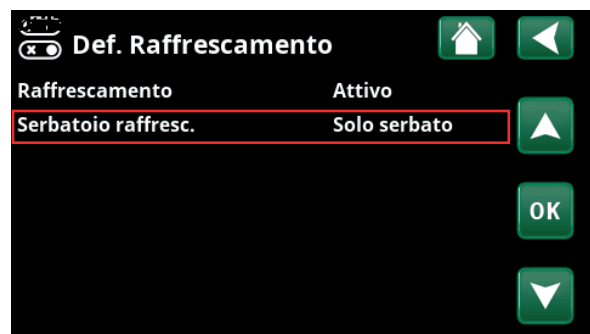 Def. Raffrescamento
Raffrescamento Attivo
Serbatoio raffresc. Solo serbato
OK